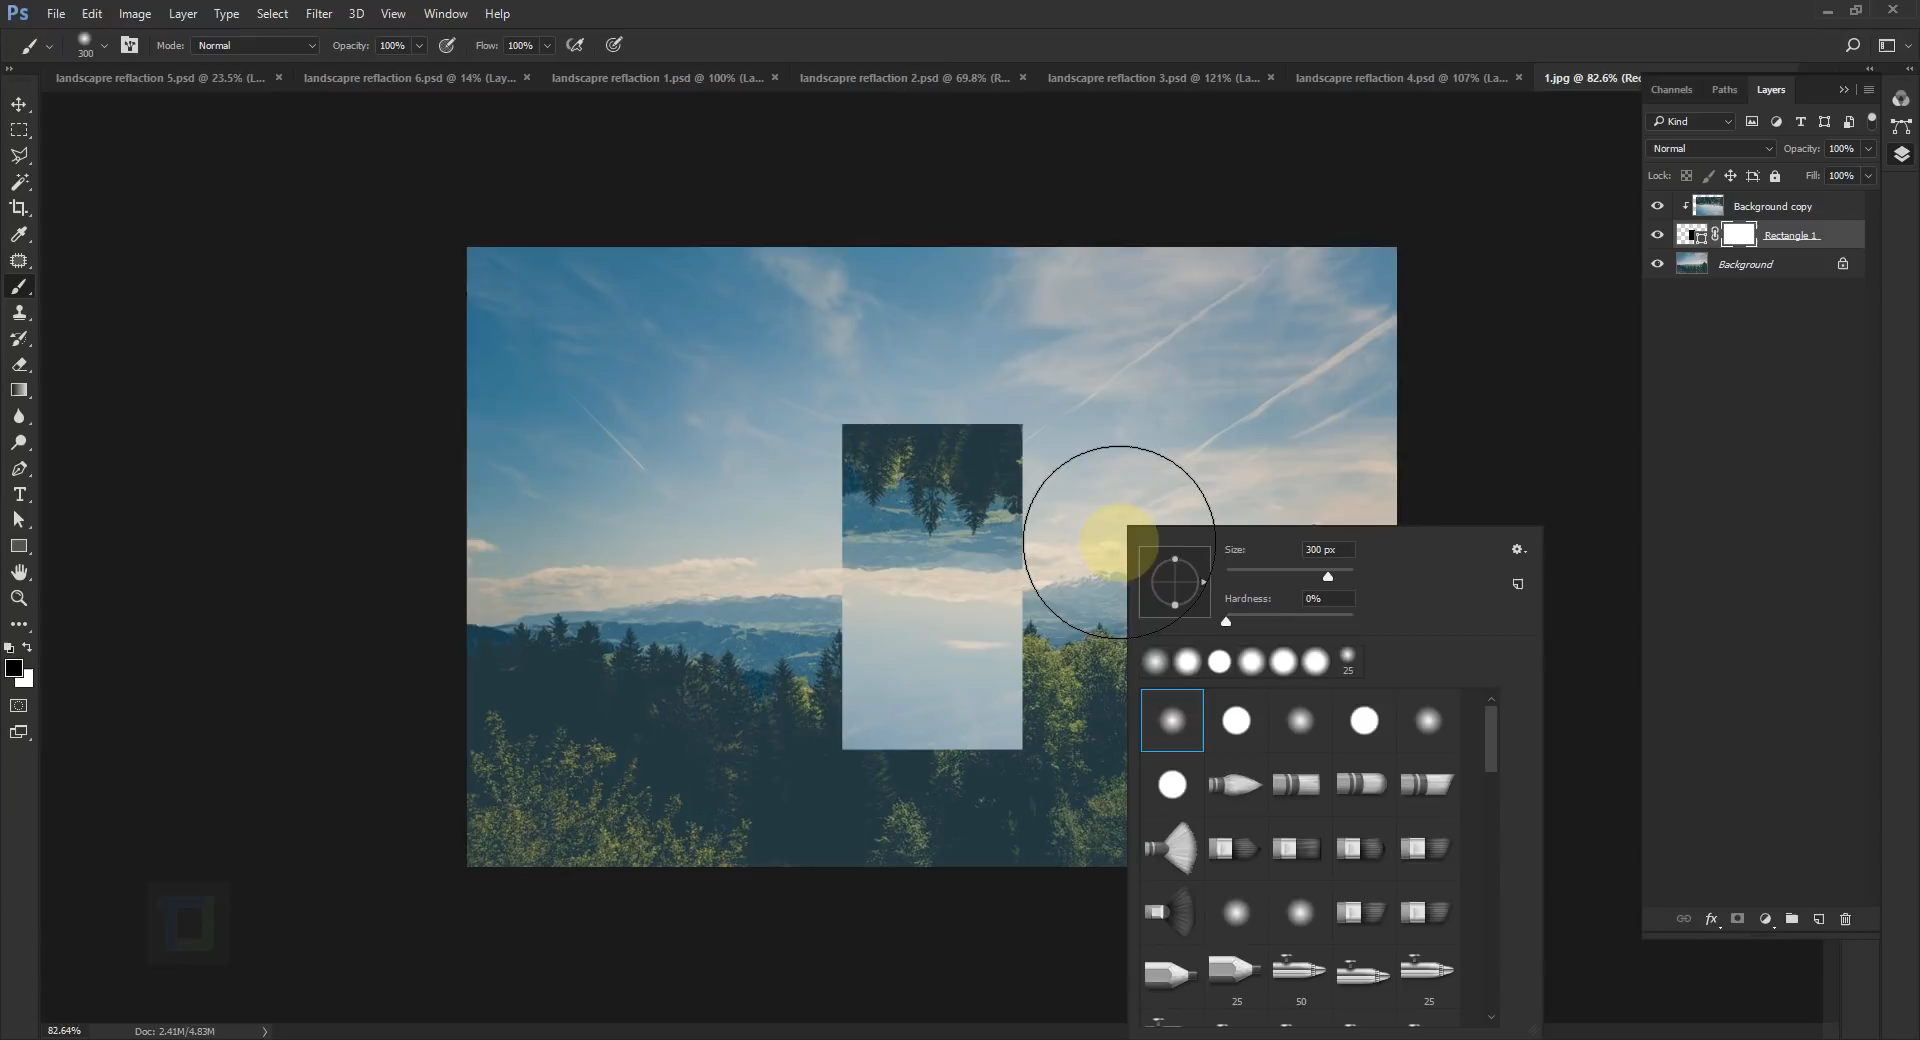 Ps File Edit Image Layer Type Select Filter 3D View Window Help
300 Mode: Normal Opacity: 100% Flow: 100%
landscapre reflaction 5.psd @ 23.5% (L... × landscapre reflaction 6.psd @ 14% (Lay... × landscapre reflaction 1.psd @ 100% (La... × landscapre reflaction 2.psd @ 69.8% (R... × landscapre reflaction 3.psd @ 121% (La... × landscapre reflaction 4.psd @ 107% (La... × 1.jpg @ 82.6% (Rec
Channels Paths Layers
Kind
Normal Opacity: 100%
Lock: Fill: 100%
Background copy
Rectangle 1
Background
Size: 300 px
Hardness: 0%
25
25 50 25
fx
82.64% Doc: 2.41M/4.83M